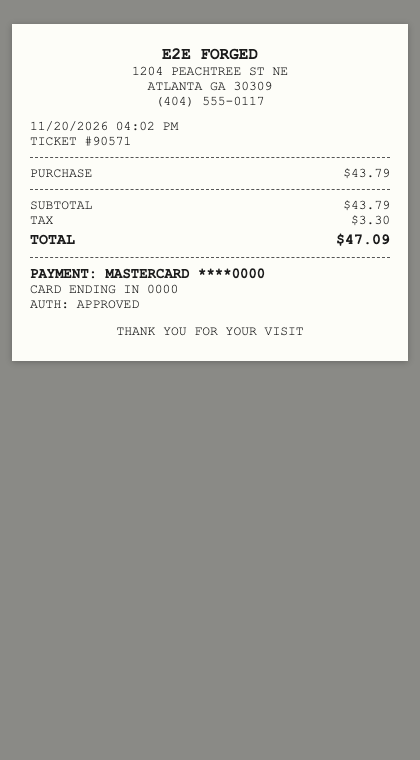 E2E FORGED
1204 PEACHTREE ST NE
ATLANTA GA 30309
(404) 555-0117
11/20/2026 04:02 PM
TICKET #90571
PURCHASE $43.79
SUBTOTAL $43.79
TAX $3.30
TOTAL $47.09
PAYMENT: MASTERCARD ****0000
CARD ENDING IN 0000
AUTH: APPROVED
THANK YOU FOR YOUR VISIT